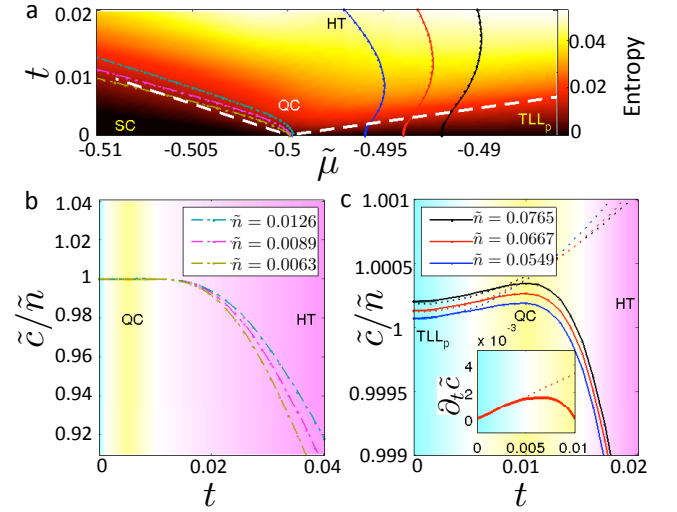 a
0.02
0.01
0
t
HT
QC
SC
TLL_p
-0.51
-0.505
-0.5
-0.495
-0.49
μ̃
0.04
0.02
0
Entropy
b
1.04
1.02
1
0.98
0.96
0.94
0.92
c̃/ñ
ñ = 0.0126
ñ = 0.0089
ñ = 0.0063
QC
HT
0
0.02
0.04
t
c
1.001
1.0005
1
0.9995
0.999
c̃/ñ
ñ = 0.0765
ñ = 0.0667
ñ = 0.0549
HT
TLL_p
QC
x 10
-3
4
2
0
∂_t c̃
0.005
0.01
0
0.01
0.02
t